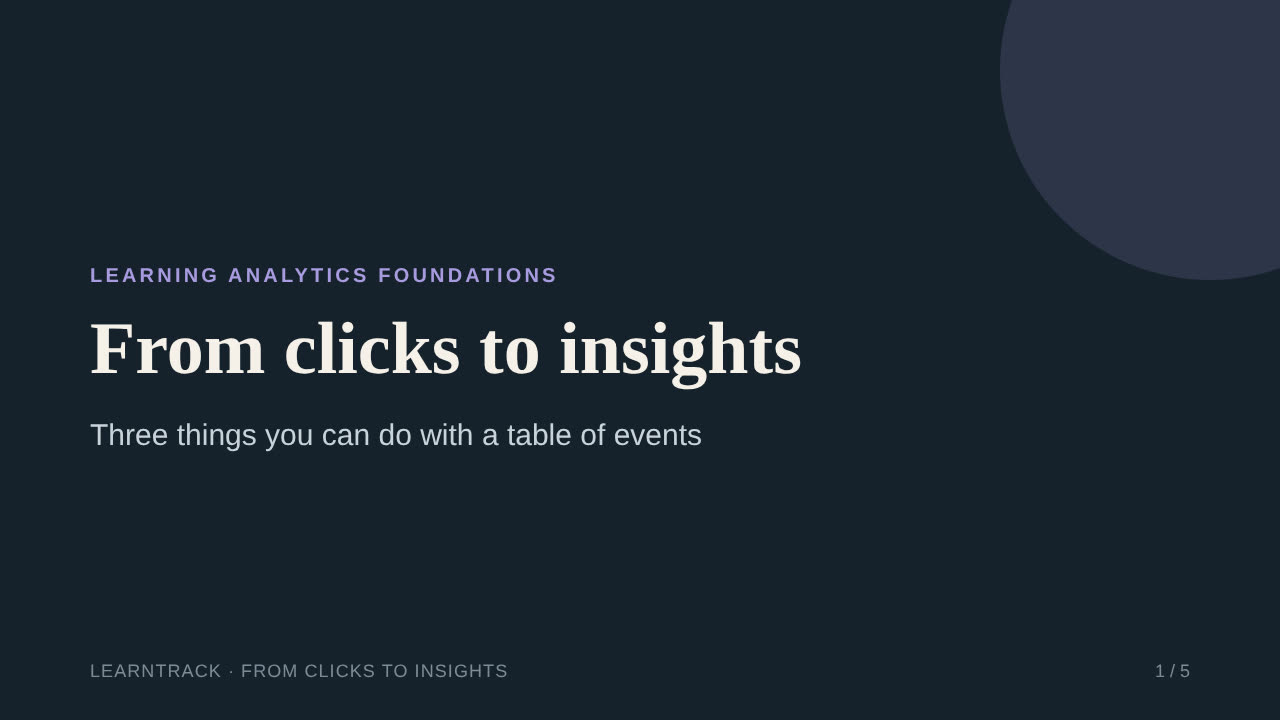 LEARNING ANALYTICS FOUNDATIONS
From clicks to insights
Three things you can do with a table of events
LEARNTRACK · FROM CLICKS TO INSIGHTS
1 / 5